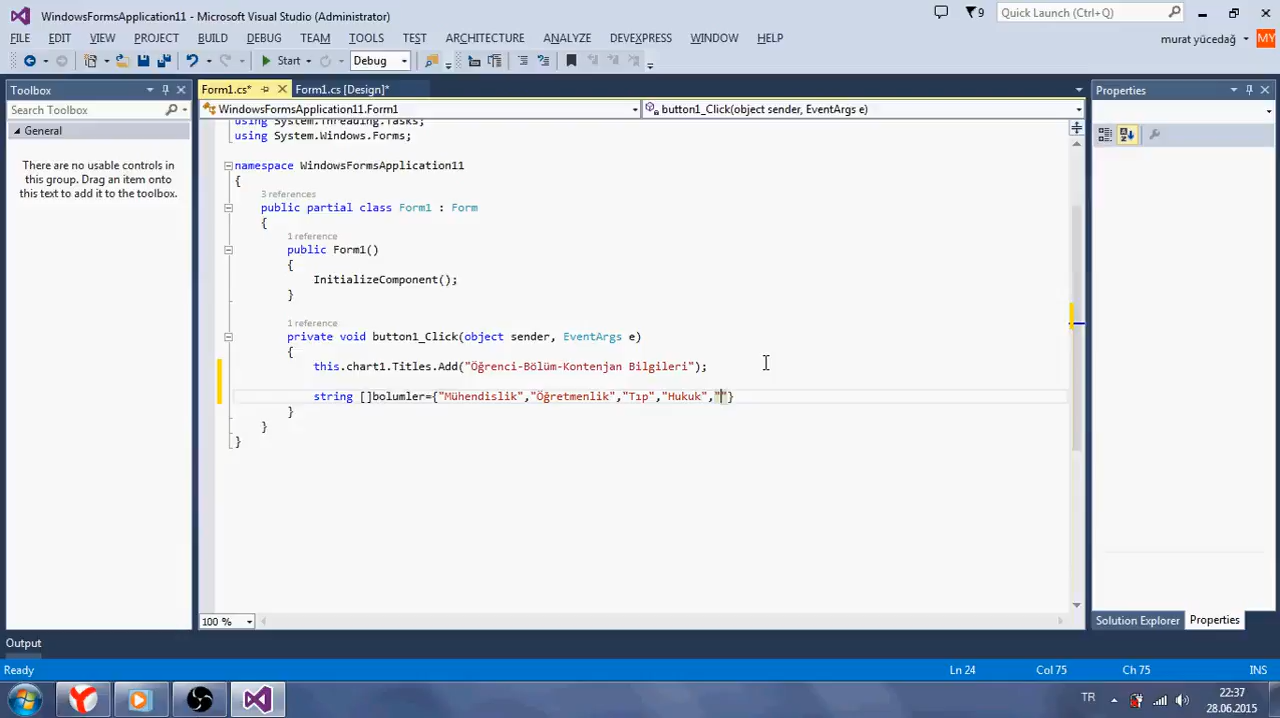 WindowsFormsApplication11 - Microsoft Visual Studio (Administrator)
9
Quick Launch (Ctrl+Q)
FILE EDIT VIEW PROJECT BUILD DEBUG TEAM TOOLS TEST ARCHITECTURE ANALYZE DEVEXPRESS WINDOW HELP
murat yücedağ
MY
Start
Debug
Toolbox
Form1.cs*
Form1.cs [Design]*
Properties
Search Toolbox
WindowsFormsApplication11.Form1
button1_Click(object sender, EventArgs e)
General
There are no usable controls in
this group. Drag an item onto
this text to add it to the toolbox.
using System.Threading.Tasks;
using System.Windows.Forms;
namespace WindowsFormsApplication11
{
3 references
public partial class Form1 : Form
{
1 reference
public Form1()
{
InitializeComponent();
}
1 reference
private void button1_Click(object sender, EventArgs e)
{
this.chart1.Titles.Add("Öğrenci-Bölüm-Kontenjan Bilgileri");
string []bolumler={"Mühendislik","Öğretmenlik","Tıp","Hukuk",""}
}
}
}
100 %
Solution Explorer
Properties
Output
Ready
Ln 24
Col 75
Ch 75
INS
TR
22:37
28.06.2015